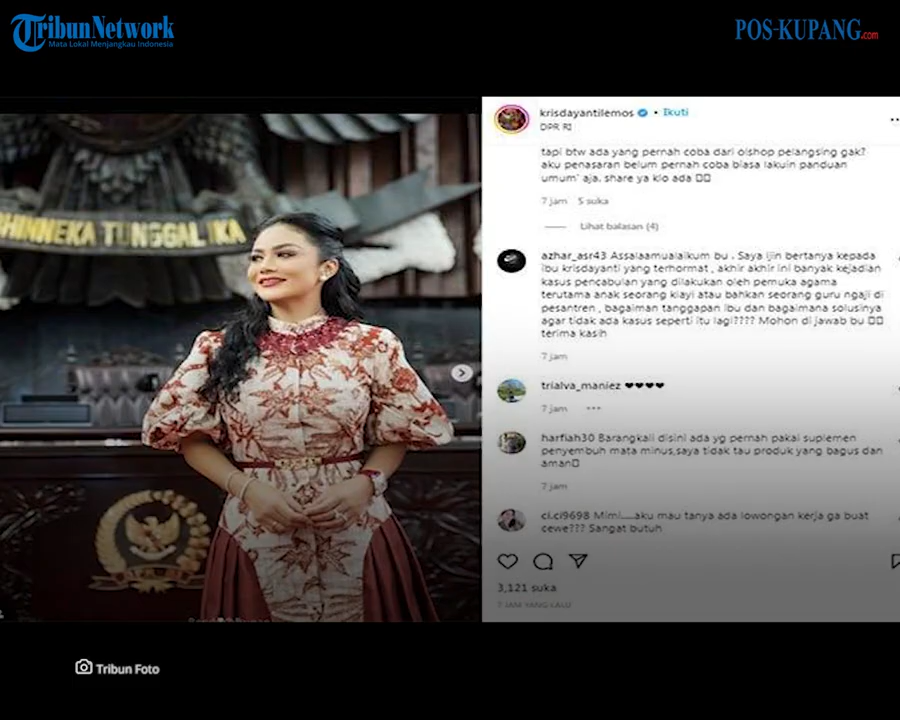 TribunNetwork
Mata Lokal Menjangkau Indonesia
POS-KUPANG.com
HINNEKA TUNGGAL IKA
krisdayantilemos • Ikuti
DPR RI
tapi btw ada yang pernah coba dari olshop pelangsing gak?
aku penasaran belum pernah coba biasa lakuin panduan
umum' aja, share ya klo ada
7 jam 5 suka
Lihat balasan (4)
azhar_asr43 Assalaamualaikum bu . Saya ijin bertanya kepada
ibu krisdayanti yang terhormat , akhir akhir ini banyak kejadian
kasus pencabulan yang dilakukan oleh pemuka agama
terutama anak seorang kiayi atau bahkan seorang guru ngaji di
pesantren , bagaimana tanggapan ibu dan bagaimana solusinya
agar tidak ada kasus seperti itu lagi???? Mohon di jawab bu
terima kasih
7 jam
trialva_maniez ❤❤❤❤
7 jam
harfiah30 Barangkali disini ada yg pernah pakai suplemen
penyembuh mata minus,saya tidak tau produk yang bagus dan
aman
7 jam
ci.ci9698 Mimi.....aku mau tanya ada lowongan kerja ga buat
cewe??? Sangat butuh
3,121 suka
7 JAM YANG LALU
Tribun Foto